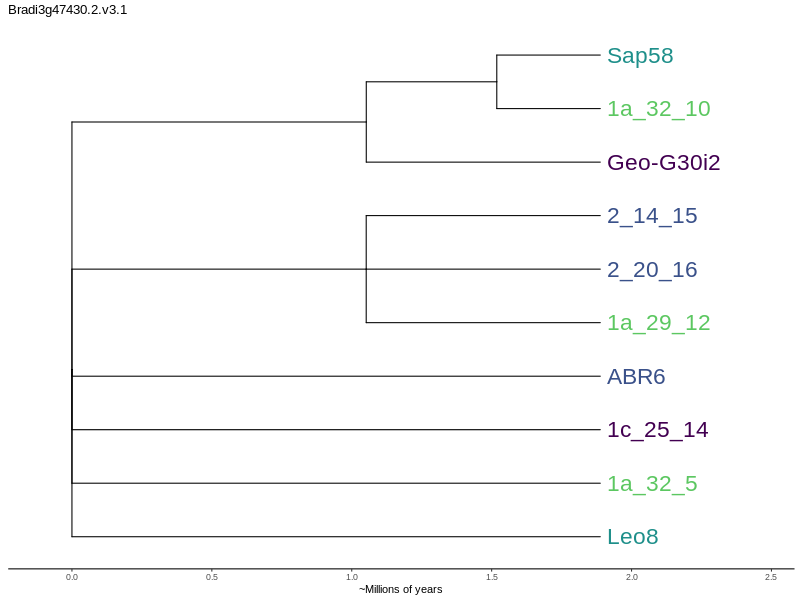 Bradi3g47430.2.v3.1
Sap58
1a_32_10
Geo-G30i2
2_14_15
2_20_16
1a_29_12
ABR6
1c_25_14
1a_32_5
Leo8
0.0 0.5 1.0 1.5 2.0 2.5
~Millions of years